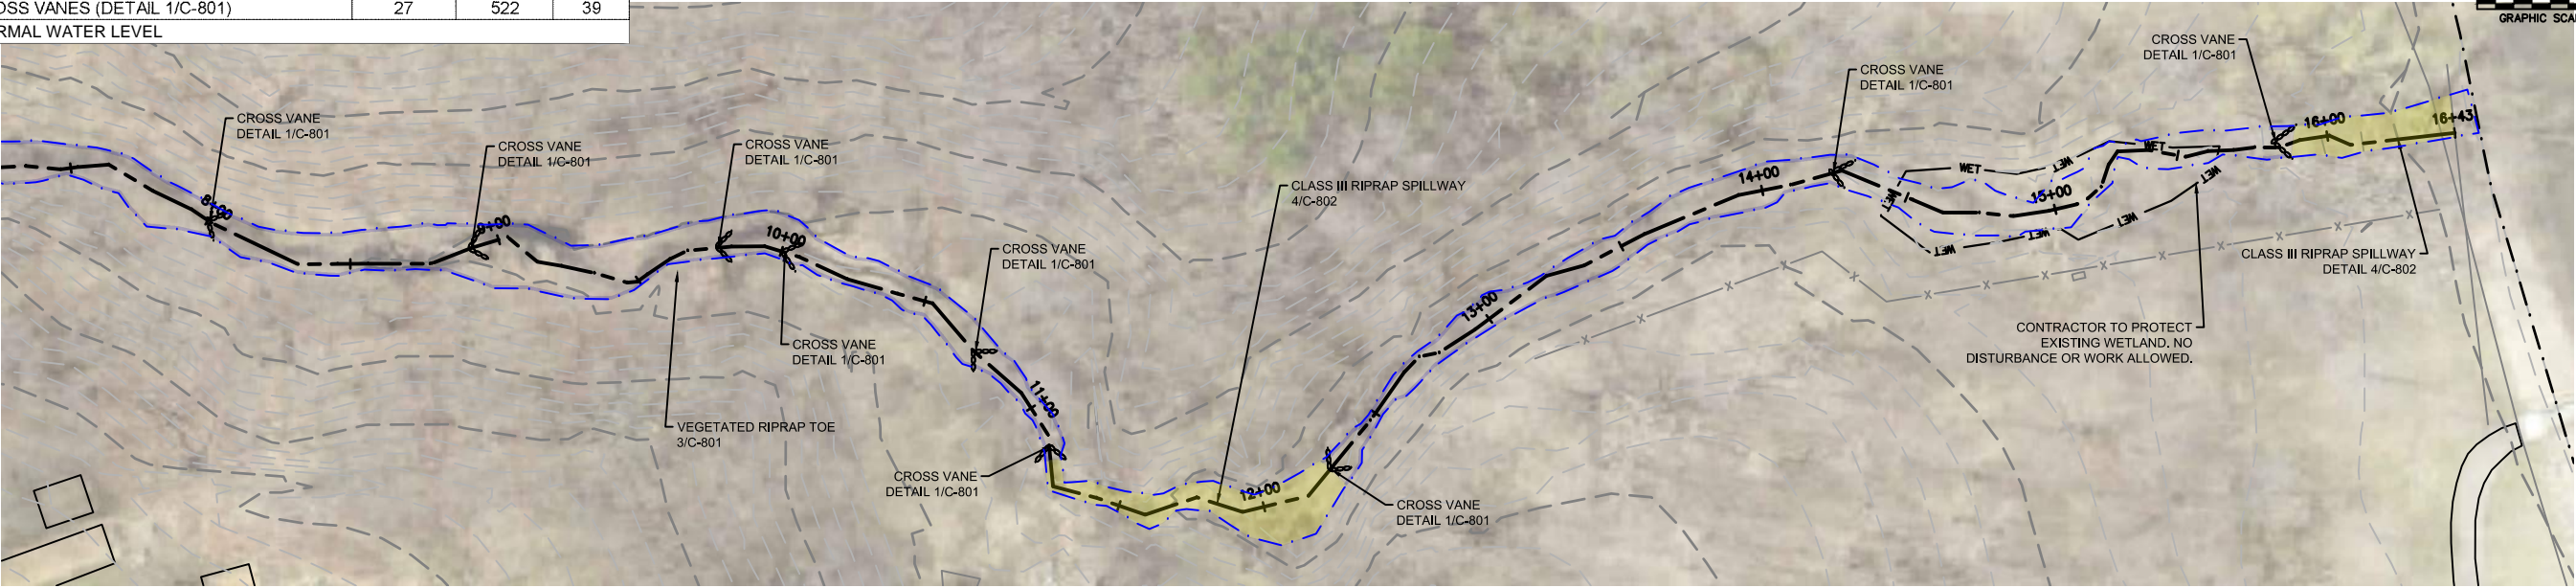 OSS VANES (DETAIL 1/C-801) 27 522 39
RMAL WATER LEVEL
GRAPHIC SCA
CROSS VANE
DETAIL 1/C-801
CROSS VANE
DETAIL 1/C-801
CROSS VANE
DETAIL 1/C-801
CROSS VANE
DETAIL 1/C-801
CROSS VANE
DETAIL 1/C-801
8+00
9+00
10+00
14+00
15+00
16+00
16+43
WET
WET
WET
WET
WET
WET
WET
WET
WET
CLASS III RIPRAP SPILLWAY
4/C-802
CROSS VANE
DETAIL 1/C-801
CLASS III RIPRAP SPILLWAY
DETAIL 4/C-802
13+00
CONTRACTOR TO PROTECT
EXISTING WETLAND. NO
DISTURBANCE OR WORK ALLOWED.
CROSS VANE
DETAIL 1/C-801
11+00
VEGETATED RIPRAP TOE
3/C-801
CROSS VANE
DETAIL 1/C-801
12+00
CROSS VANE
DETAIL 1/C-801
X X X X X X X X X X X X X X